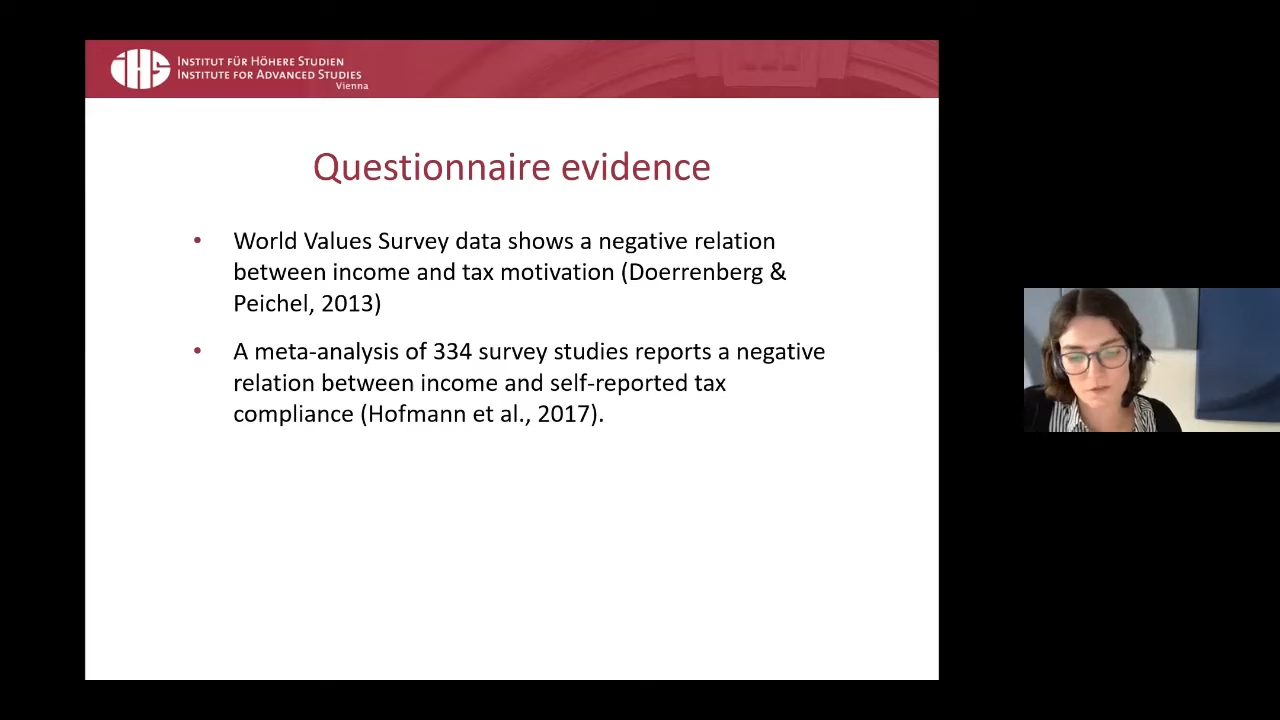 iHS
INSTITUT FÜR HÖHERE STUDIEN
INSTITUTE FOR ADVANCED STUDIES
Vienna
Questionnaire evidence
• World Values Survey data shows a negative relation
between income and tax motivation (Doerrenberg &
Peichel, 2013)
• A meta-analysis of 334 survey studies reports a negative
relation between income and self-reported tax
compliance (Hofmann et al., 2017).